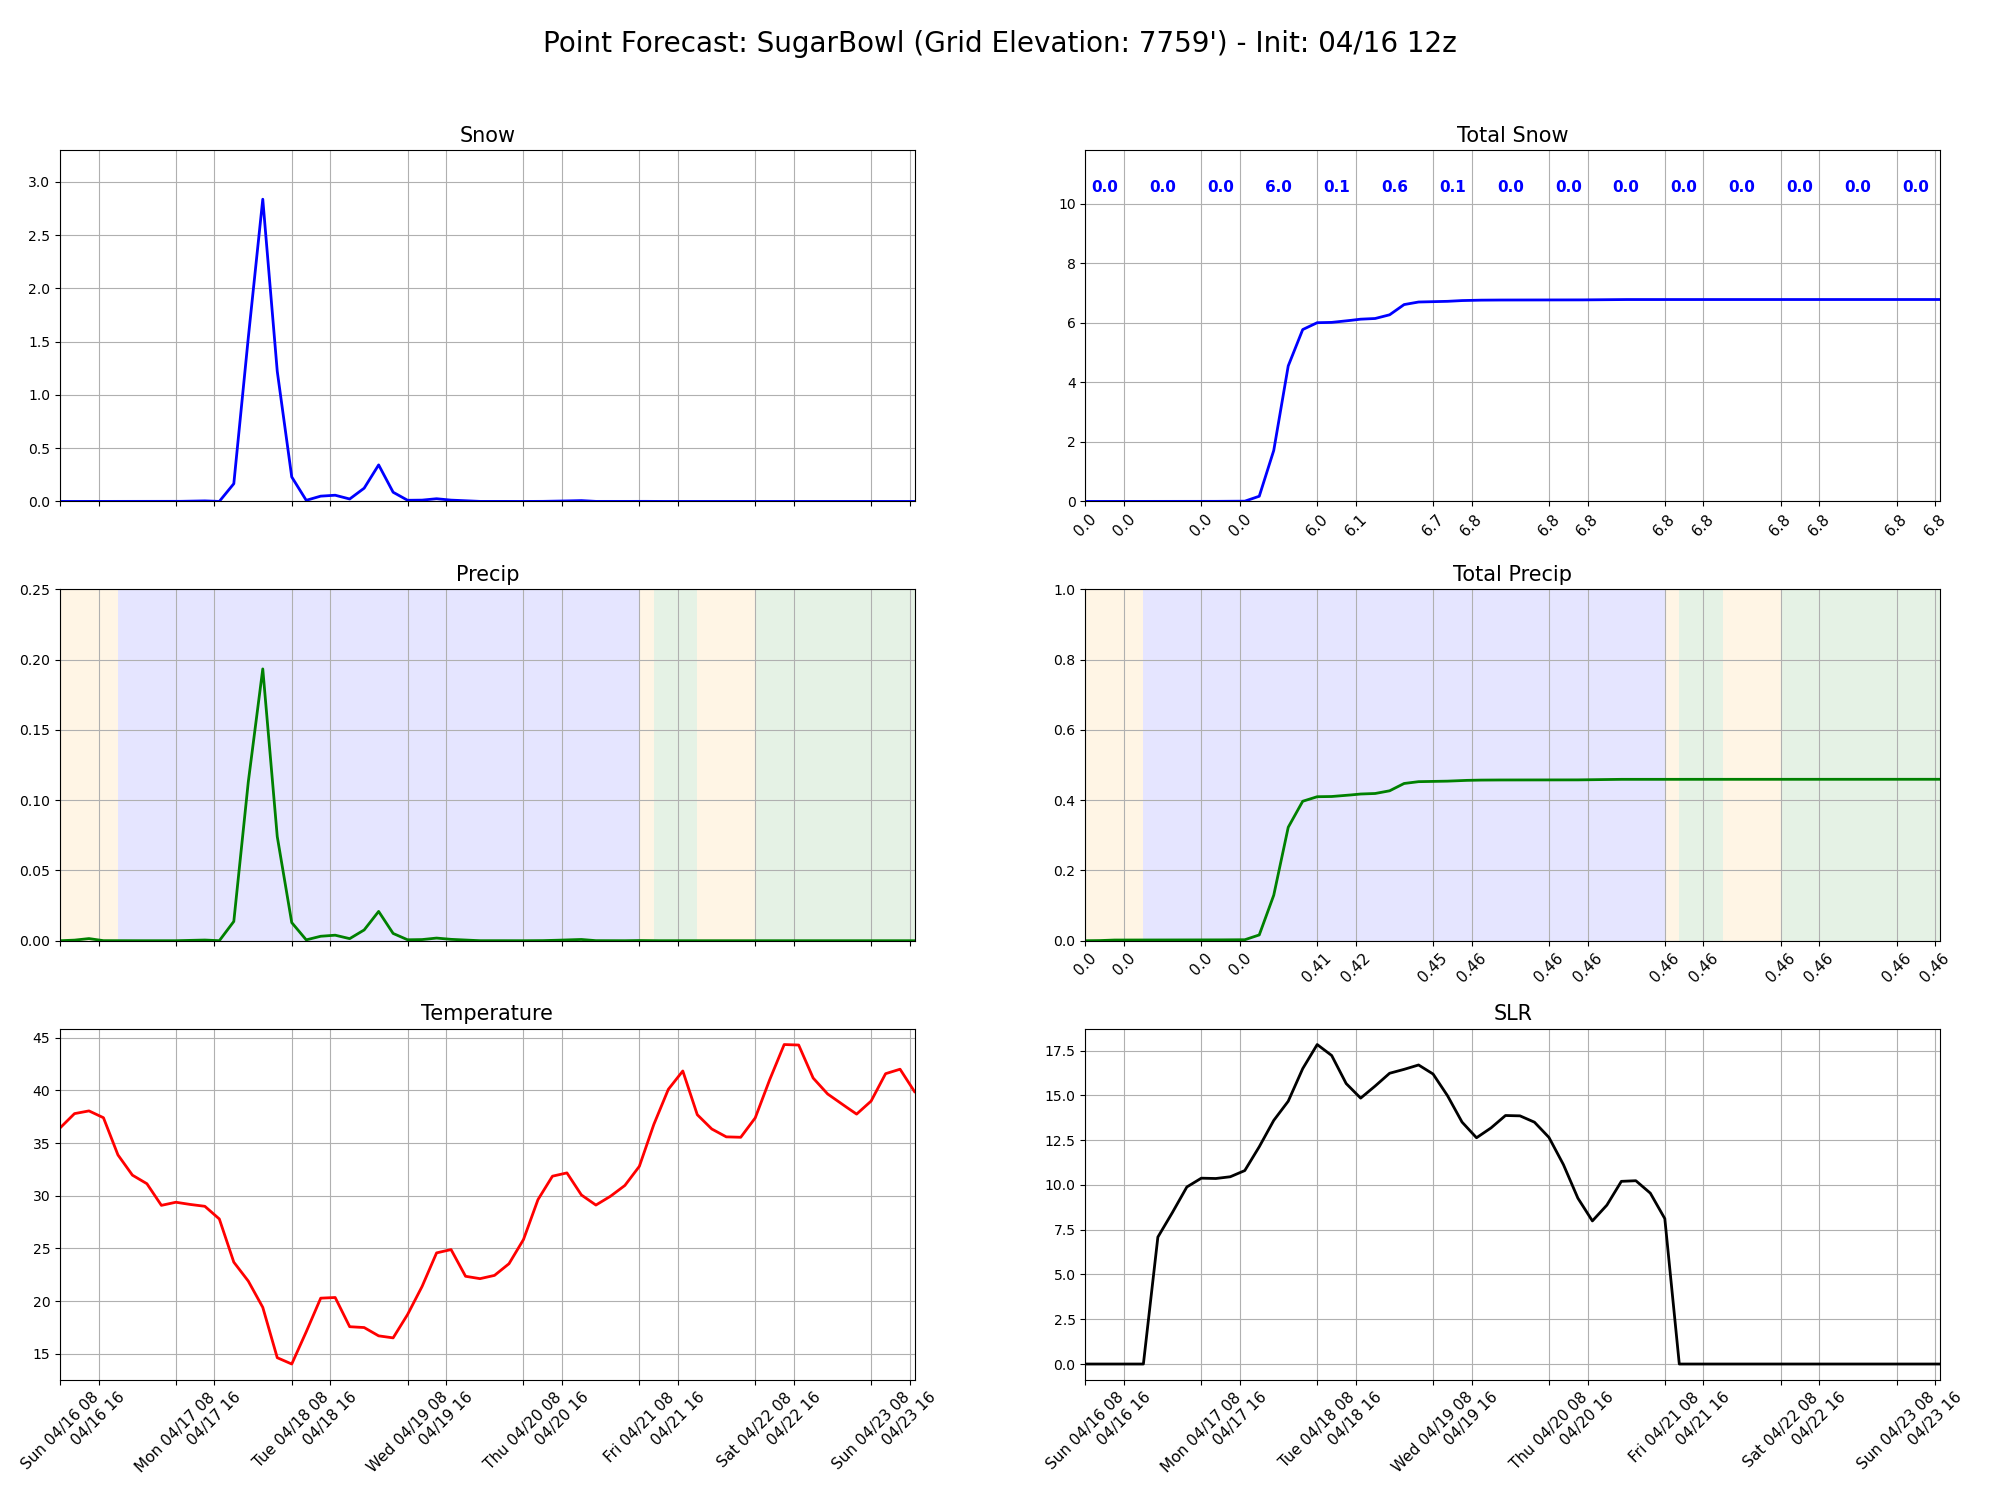 Point Forecast: SugarBowl (Grid Elevation: 7759') - Init: 04/16 12z
Snow
3.0
2.5
2.0
1.5
1.0
0.5
0.0
Total Snow
0.0 0.0 0.0 6.0 0.1 0.6 0.1 0.0 0.0 0.0 0.0 0.0 0.0 0.0 0.0
10
8
6
4
2
0
0.0 0.0 0.0 0.0 6.0 6.1 6.7 6.8 6.8 6.8 6.8 6.8 6.8 6.8 6.8 6.8
Precip
0.25
0.20
0.15
0.10
0.05
0.00
Total Precip
1.0
0.8
0.6
0.4
0.2
0.0
0.0 0.0 0.0 0.0 0.41 0.42 0.45 0.46 0.46 0.46 0.46 0.46 0.46 0.46 0.46 0.46
Temperature
45
40
35
30
25
20
15
Sun 04/16 08
04/16 16
Mon 04/17 08
04/17 16
Tue 04/18 08
04/18 16
Wed 04/19 08
04/19 16
Thu 04/20 08
04/20 16
Fri 04/21 08
04/21 16
Sat 04/22 08
04/22 16
Sun 04/23 08
04/23 16
SLR
17.5
15.0
12.5
10.0
7.5
5.0
2.5
0.0
Sun 04/16 08
04/16 16
Mon 04/17 08
04/17 16
Tue 04/18 08
04/18 16
Wed 04/19 08
04/19 16
Thu 04/20 08
04/20 16
Fri 04/21 08
04/21 16
Sat 04/22 08
04/22 16
Sun 04/23 08
04/23 16